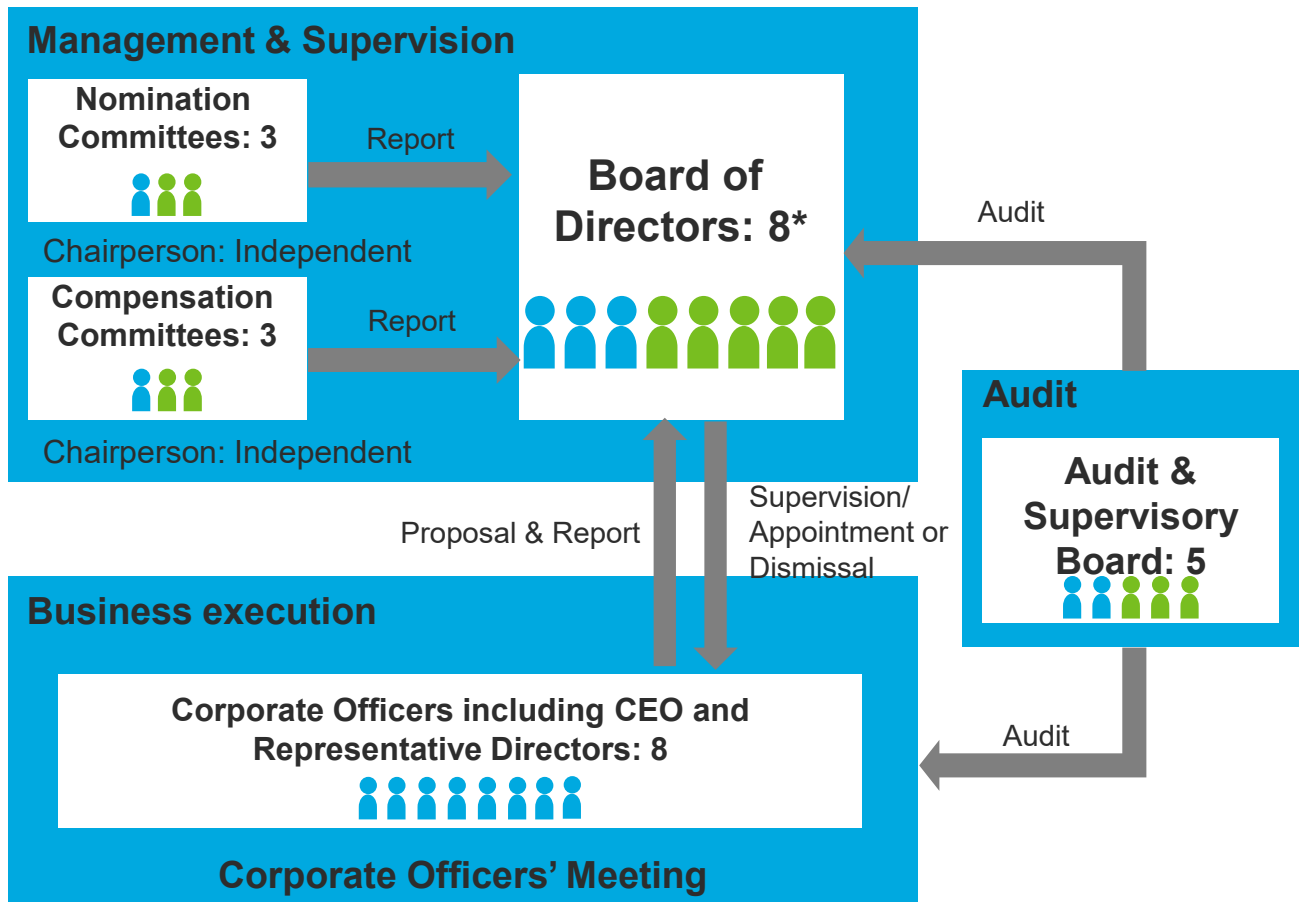 Management & Supervision
Nomination
Committees: 3
Chairperson: Independent
Compensation
Committees: 3
Chairperson: Independent
Report
Report
Board of
Directors: 8*
Audit
Audit
Audit &
Supervisory
Board: 5
Audit
Proposal & Report
Supervision/
Appointment or
Dismissal
Business execution
Corporate Officers including CEO and
Representative Directors: 8
Corporate Officers’ Meeting